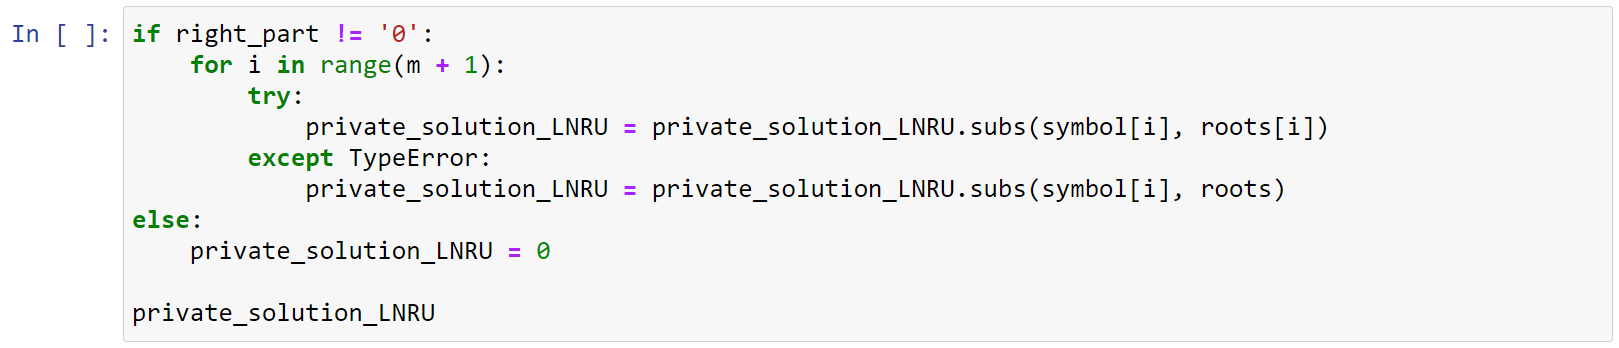 In [ ]: if right_part != '0':
    for i in range(m + 1):
        try:
            private_solution_LNRU = private_solution_LNRU.subs(symbol[i], roots[i])
        except TypeError:
            private_solution_LNRU = private_solution_LNRU.subs(symbol[i], roots)
else:
    private_solution_LNRU = 0

private_solution_LNRU